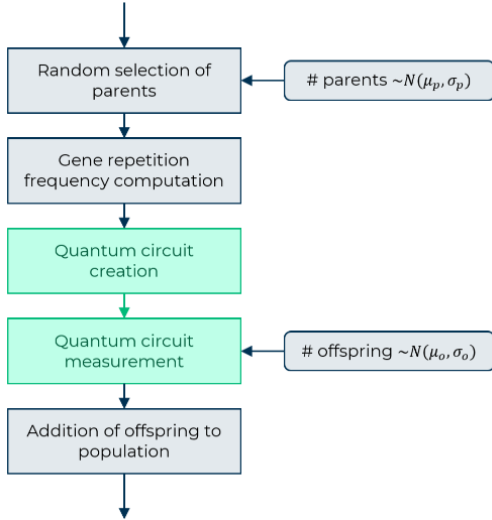 Random selection of
parents
# parents ~N(μₚ, σₚ)
Gene repetition
frequency computation
Quantum circuit
creation
Quantum circuit
measurement
# offspring ~N(μₒ, σₒ)
Addition of offspring to
population